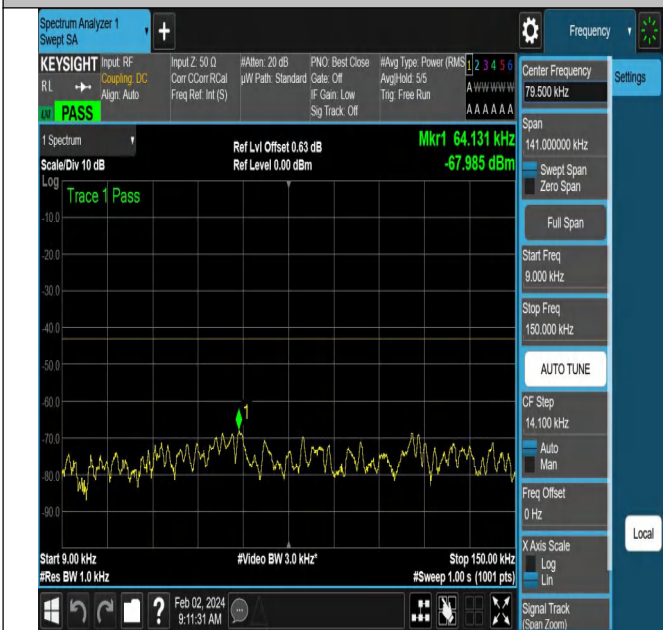 Spectrum Analyzer 1
Swept SA
+
Frequency
KEYSIGHT
Input: RF
Input Z: 50 Ω
#Atten: 20 dB
PNO: Best Close
#Avg Type: Power (RMS
1 2 3 4 5 6
RL
Coupling: DC
Corr CCorr RCal
µW Path: Standard
Gate: Off
Avg|Hold: 5/5
Align: Auto
Freq Ref: Int (S)
IF Gain: Low
Trig: Free Run
A W W W W W
Sig Track: Off
A A A A A A
LXI
PASS
1 Spectrum
Ref Lvl Offset 0.63 dB
Mkr1 64.131 kHz
Scale/Div 10 dB
Ref Level 0.00 dBm
-67.985 dBm
Log
Trace 1 Pass
-10.0
-20.0
-30.0
-40.0
-50.0
-60.0
1
-70.0
-80.0
-90.0
Start 9.00 kHz
#Video BW 3.0 kHz*
Stop 150.00 kHz
#Res BW 1.0 kHz
#Sweep 1.00 s (1001 pts)
?
Feb 02, 2024
9:11:31 AM
Center Frequency
79.500 kHz
Settings
Span
141.000000 kHz
Swept Span
Zero Span
Full Span
Start Freq
9.000 kHz
Stop Freq
150.000 kHz
AUTO TUNE
CF Step
14.100 kHz
Auto
Man
Freq Offset
0 Hz
X Axis Scale
Log
Lin
Local
Signal Track
(Span Zoom)